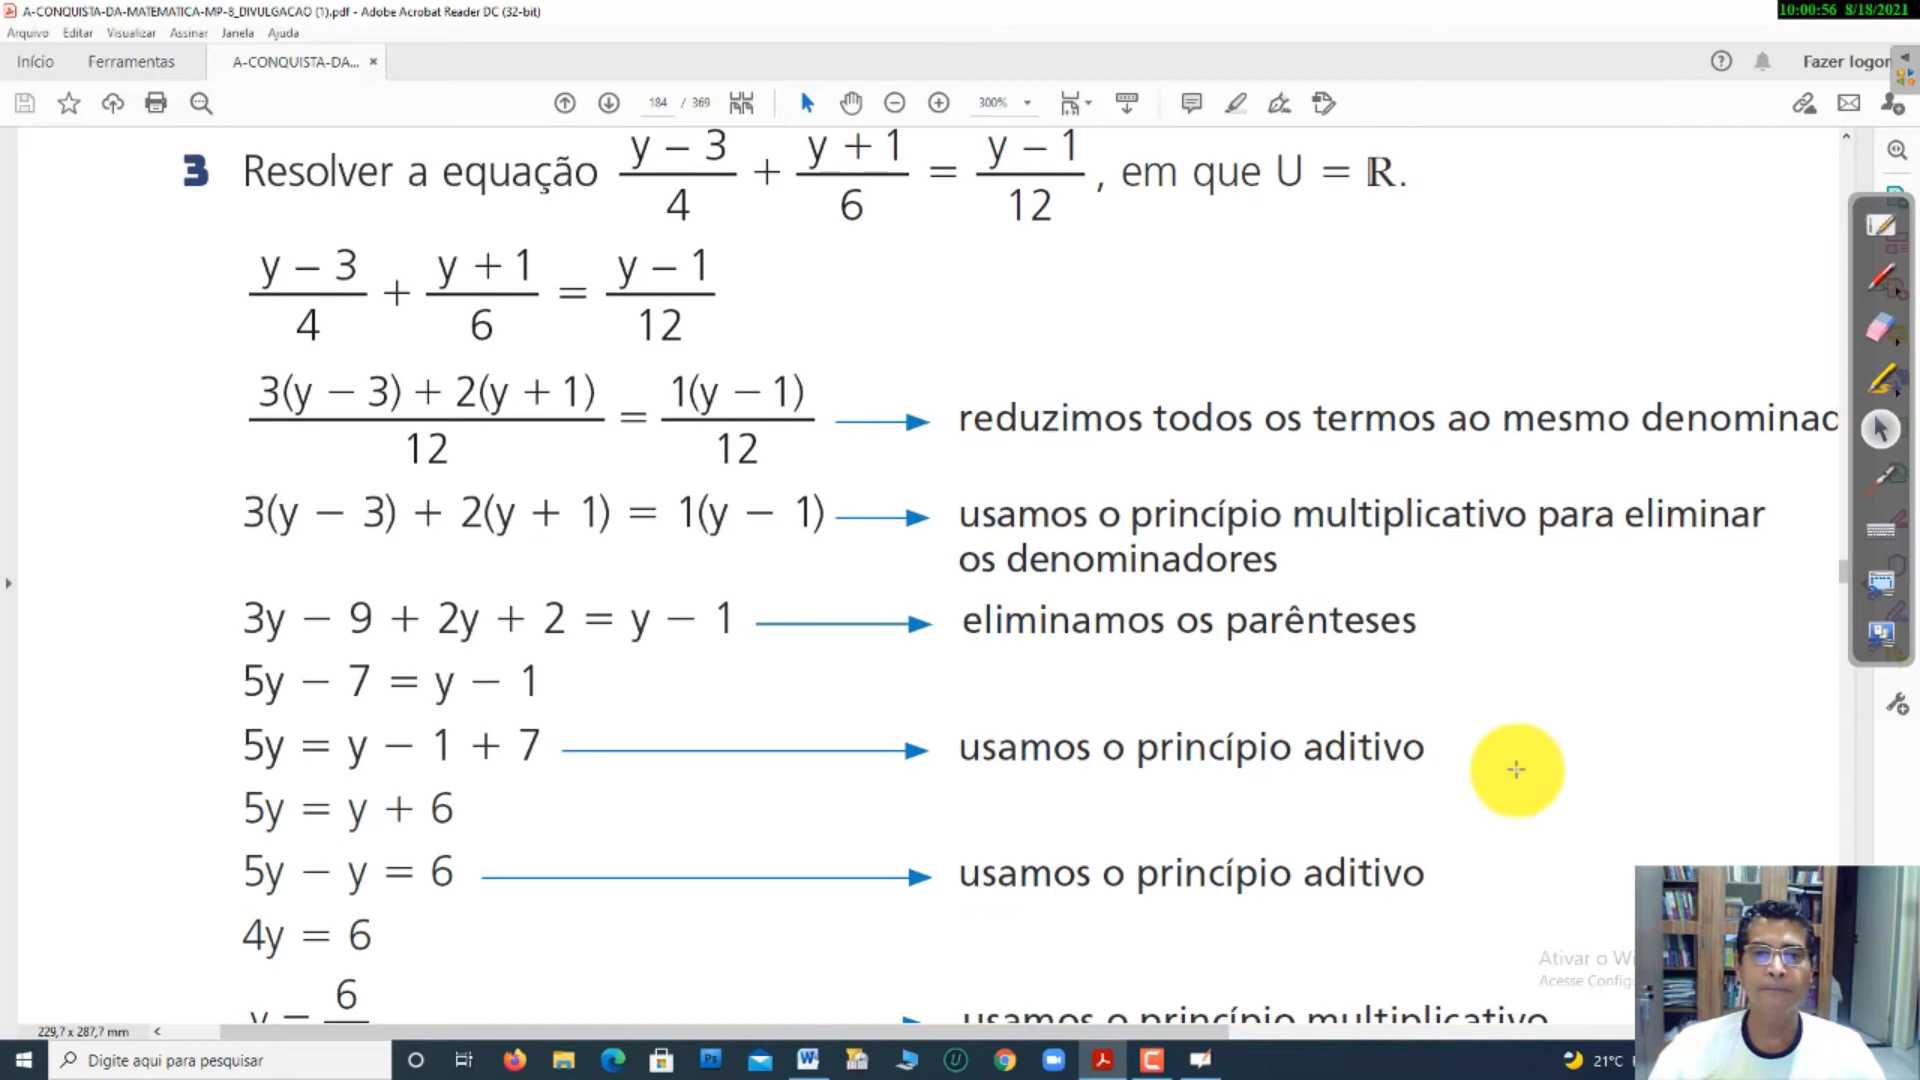 A-CONQUISTA-DA-MATEMATICA-MP-8_DIVULGACAO (1).pdf - Adobe Acrobat Reader DC (32-bit)
10:00:56 8/18/2021
Arquivo Editar Visualizar Assinar Janela Ajuda
Início Ferramentas A-CONQUISTA-DA... × Fazer logon
184 / 369 300%
3 Resolver a equação (y − 3)/4 + (y + 1)/6 = (y − 1)/12, em que U = ℝ.
(y − 3)/4 + (y + 1)/6 = (y − 1)/12
(3(y − 3) + 2(y + 1))/12 = 1(y − 1)/12 → reduzimos todos os termos ao mesmo denominad
3(y − 3) + 2(y + 1) = 1(y − 1) → usamos o princípio multiplicativo para eliminar
os denominadores
3y − 9 + 2y + 2 = y − 1 → eliminamos os parênteses
5y − 7 = y − 1
5y = y − 1 + 7 → usamos o princípio aditivo
5y = y + 6
5y − y = 6 → usamos o princípio aditivo
4y = 6
y = 6 → usamos o princípio multiplicativo
Ativar o Wi
Acesse Config
229,7 x 287,7 mm
Digite aqui para pesquisar
21°C